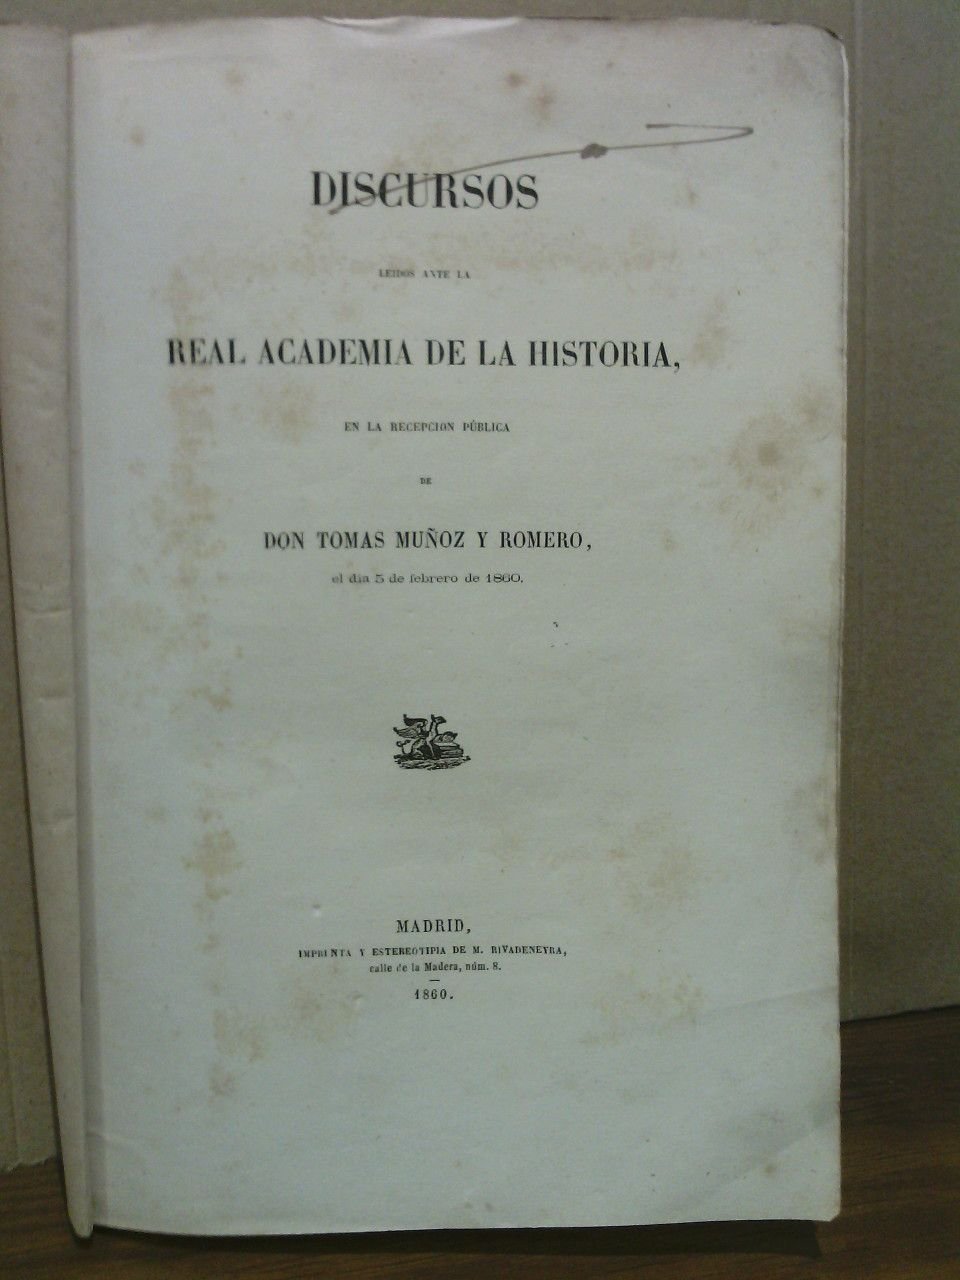 DISCURSOS
LEIDOS ANTE LA
REAL ACADEMIA DE LA HISTORIA,
EN LA RECEPCION PÚBLICA
DE
DON TOMAS MUÑOZ Y ROMERO,
el dia 5 de febrero de 1860.
MADRID,
IMPRENTA Y ESTEREOTIPIA DE M. RIVADENEYRA,
calle de la Madera, núm. 8.
1860.